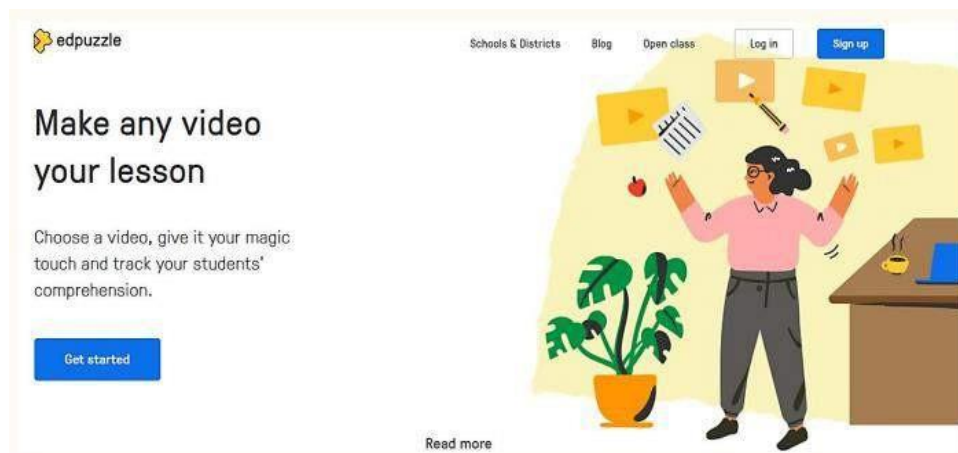 edpuzzle
Schools & Districts
Blog
Open class
Log in
Sign up
Make any video
your lesson
Choose a video, give it your magic
touch and track your students'
comprehension.
Get started
Read more